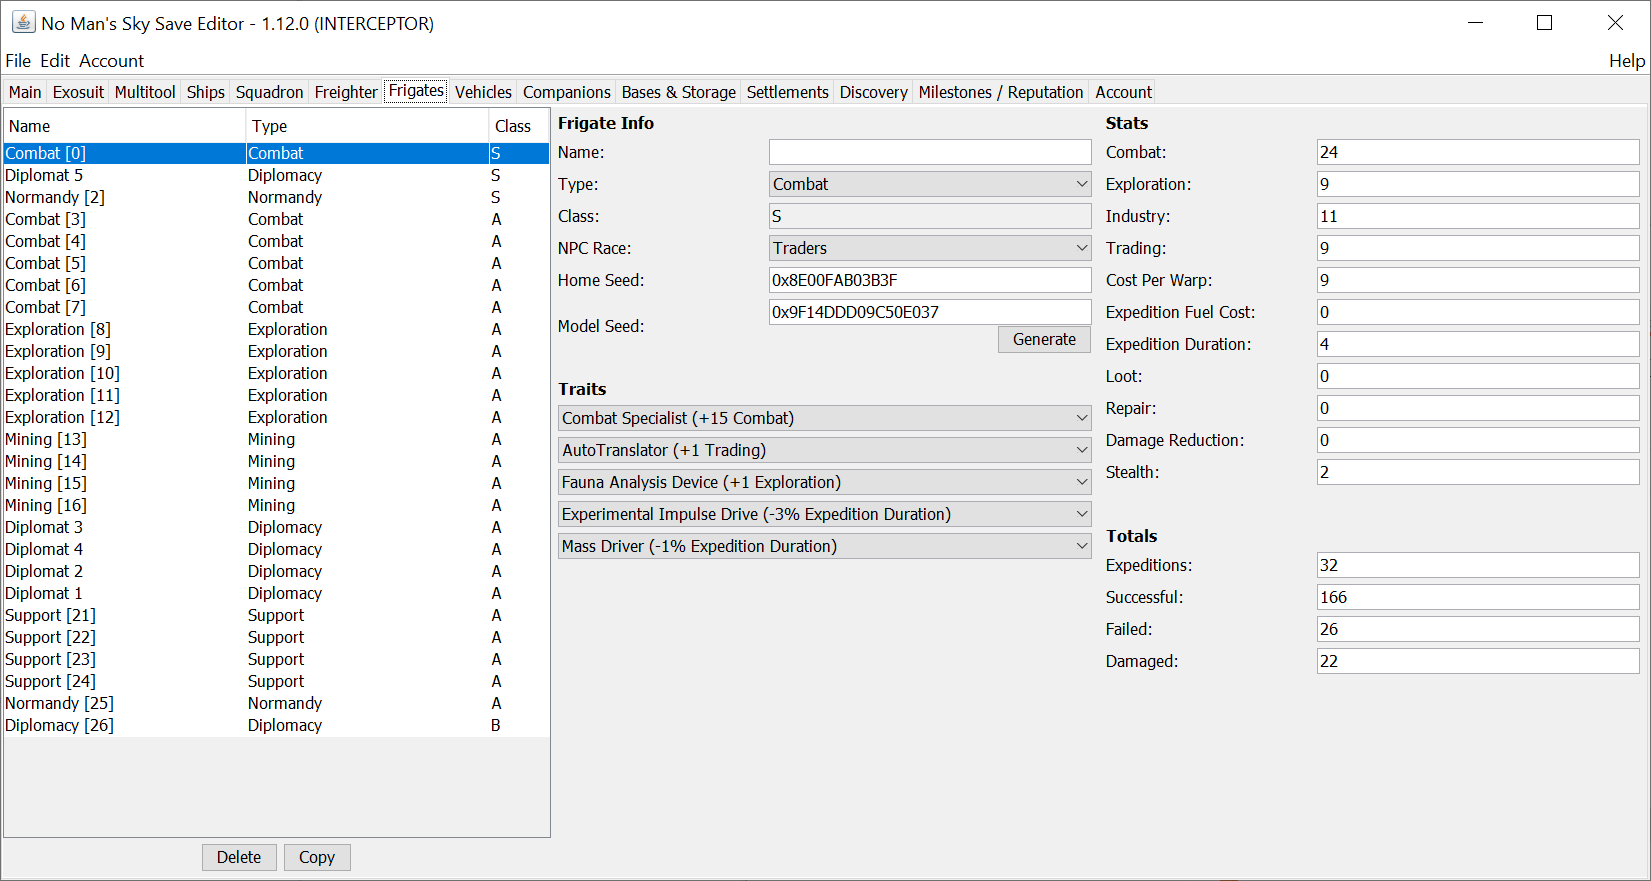 No Man's Sky Save Editor - 1.12.0 (INTERCEPTOR)
File Edit Account Help
Main Exosuit Multitool Ships Squadron Freighter Frigates Vehicles Companions Bases & Storage Settlements Discovery Milestones / Reputation Account
Name Type Class
Combat [0] Combat S
Diplomat 5 Diplomacy S
Normandy [2] Normandy S
Combat [3] Combat A
Combat [4] Combat A
Combat [5] Combat A
Combat [6] Combat A
Combat [7] Combat A
Exploration [8] Exploration A
Exploration [9] Exploration A
Exploration [10] Exploration A
Exploration [11] Exploration A
Exploration [12] Exploration A
Mining [13] Mining A
Mining [14] Mining A
Mining [15] Mining A
Mining [16] Mining A
Diplomat 3 Diplomacy A
Diplomat 4 Diplomacy A
Diplomat 2 Diplomacy A
Diplomat 1 Diplomacy A
Support [21] Support A
Support [22] Support A
Support [23] Support A
Support [24] Support A
Normandy [25] Normandy A
Diplomacy [26] Diplomacy B
Delete Copy
Frigate Info
Name:
Type: Combat
Class: S
NPC Race: Traders
Home Seed: 0x8E00FAB03B3F
Model Seed: 0x9F14DDD09C50E037
Generate
Traits
Combat Specialist (+15 Combat)
AutoTranslator (+1 Trading)
Fauna Analysis Device (+1 Exploration)
Experimental Impulse Drive (-3% Expedition Duration)
Mass Driver (-1% Expedition Duration)
Stats
Combat: 24
Exploration: 9
Industry: 11
Trading: 9
Cost Per Warp: 9
Expedition Fuel Cost: 0
Expedition Duration: 4
Loot: 0
Repair: 0
Damage Reduction: 0
Stealth: 2
Totals
Expeditions: 32
Successful: 166
Failed: 26
Damaged: 22